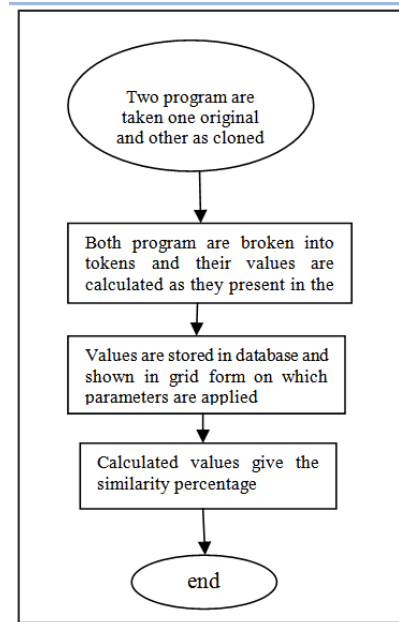 Two program are
taken one original
and other as cloned
Both program are broken into
tokens and their values are
calculated as they present in the
Values are stored in database and
shown in grid form on which
parameters are applied
Calculated values give the
similarity percentage
end